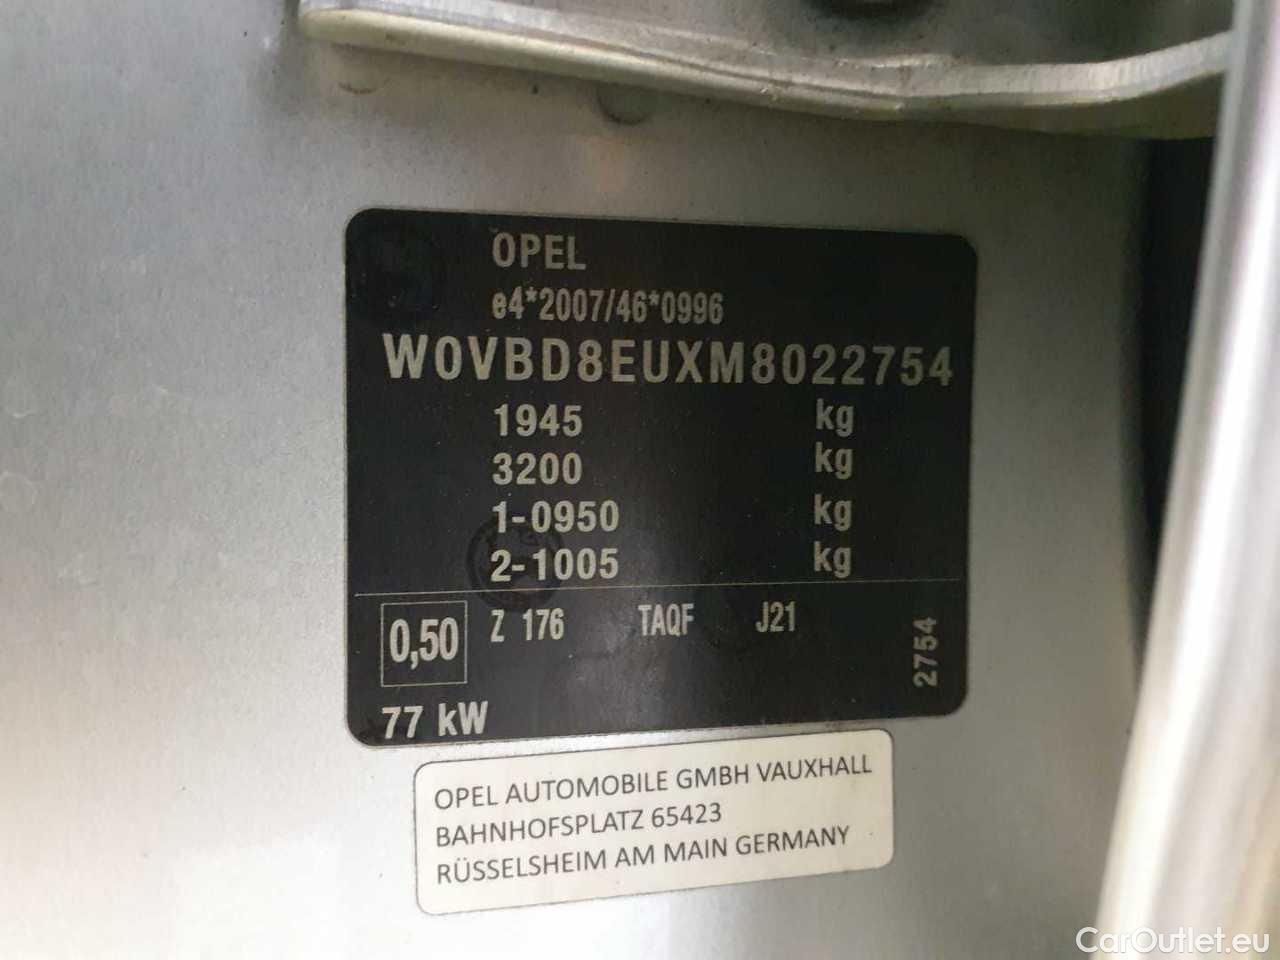 OPEL
e4*2007/46*0996
W0VBD8EUXM8022754
1945 kg
3200 kg
1-0950 kg
2-1005 kg
0,50 Z 176 TAQF J21
2754
77 kW
OPEL AUTOMOBILE GMBH VAUXHALL
BAHNHOFSPLATZ 65423
RÜSSELSHEIM AM MAIN GERMANY
CarOutlet.eu